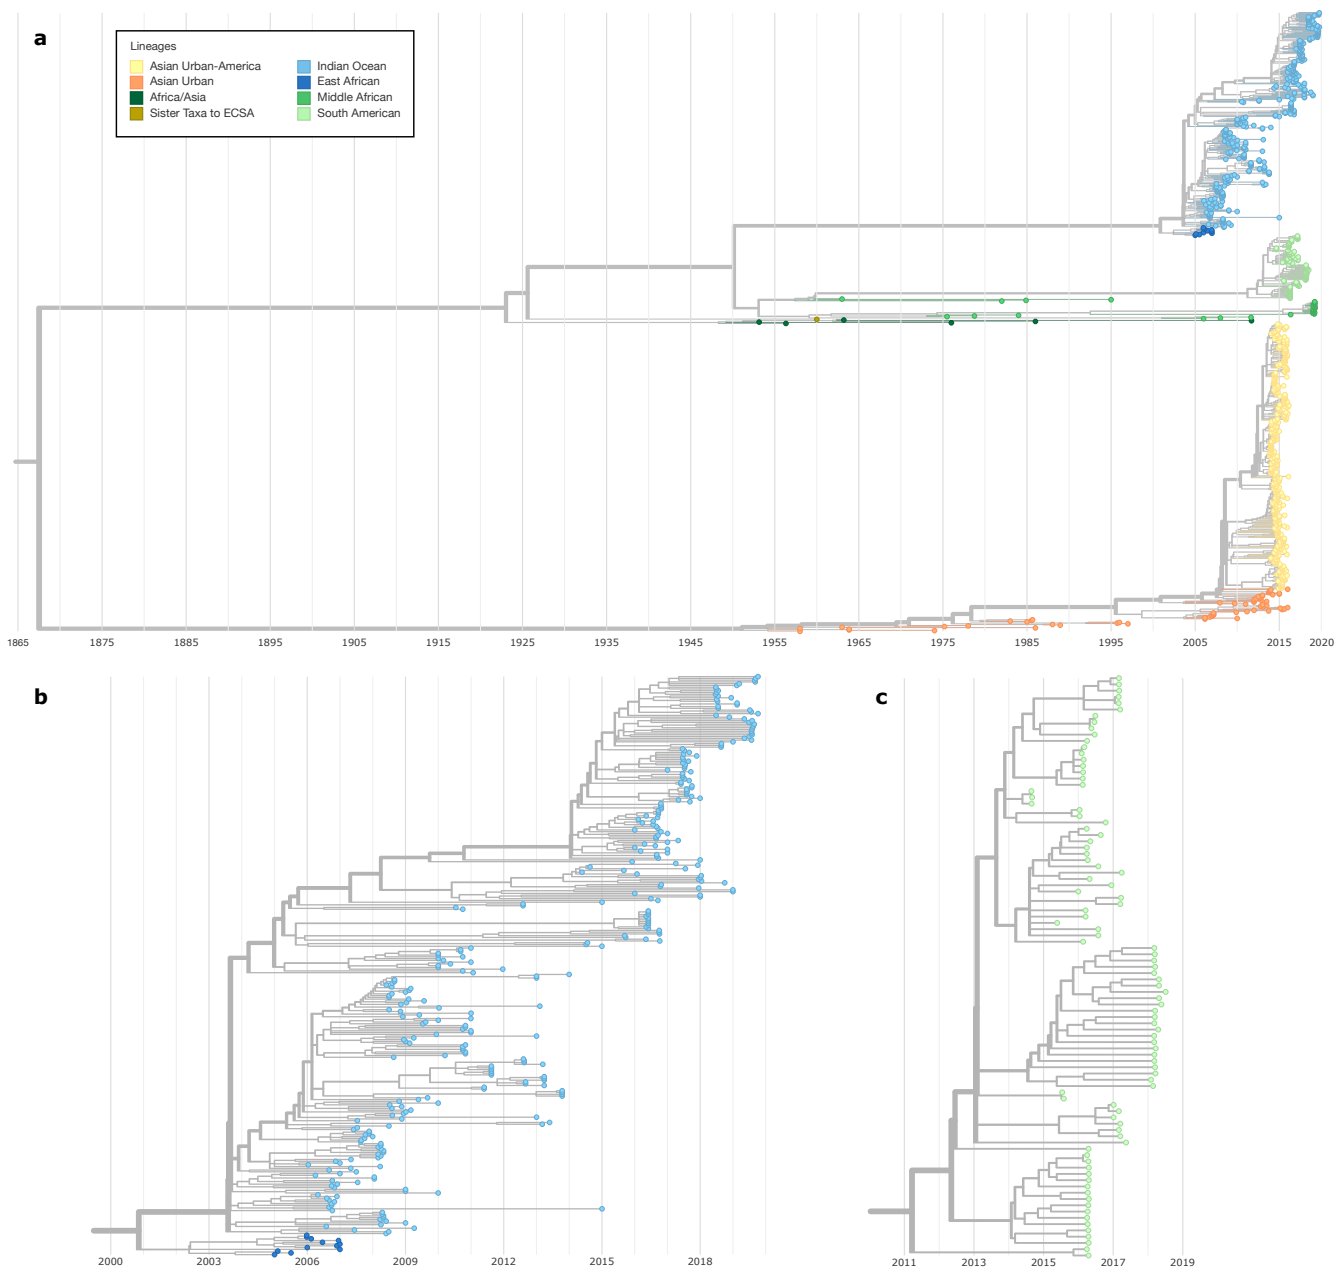 a
Lineages
Asian Urban-America
Indian Ocean
Asian Urban
East African
Africa/Asia
Middle African
Sister Taxa to ECSA
South American
1865 1875 1885 1895 1905 1915 1925 1935 1945 1955 1965 1975 1985 1995 2005 2015 2020
b
c
2000 2003 2006 2009 2012 2015 2018
2011 2013 2015 2017 2019